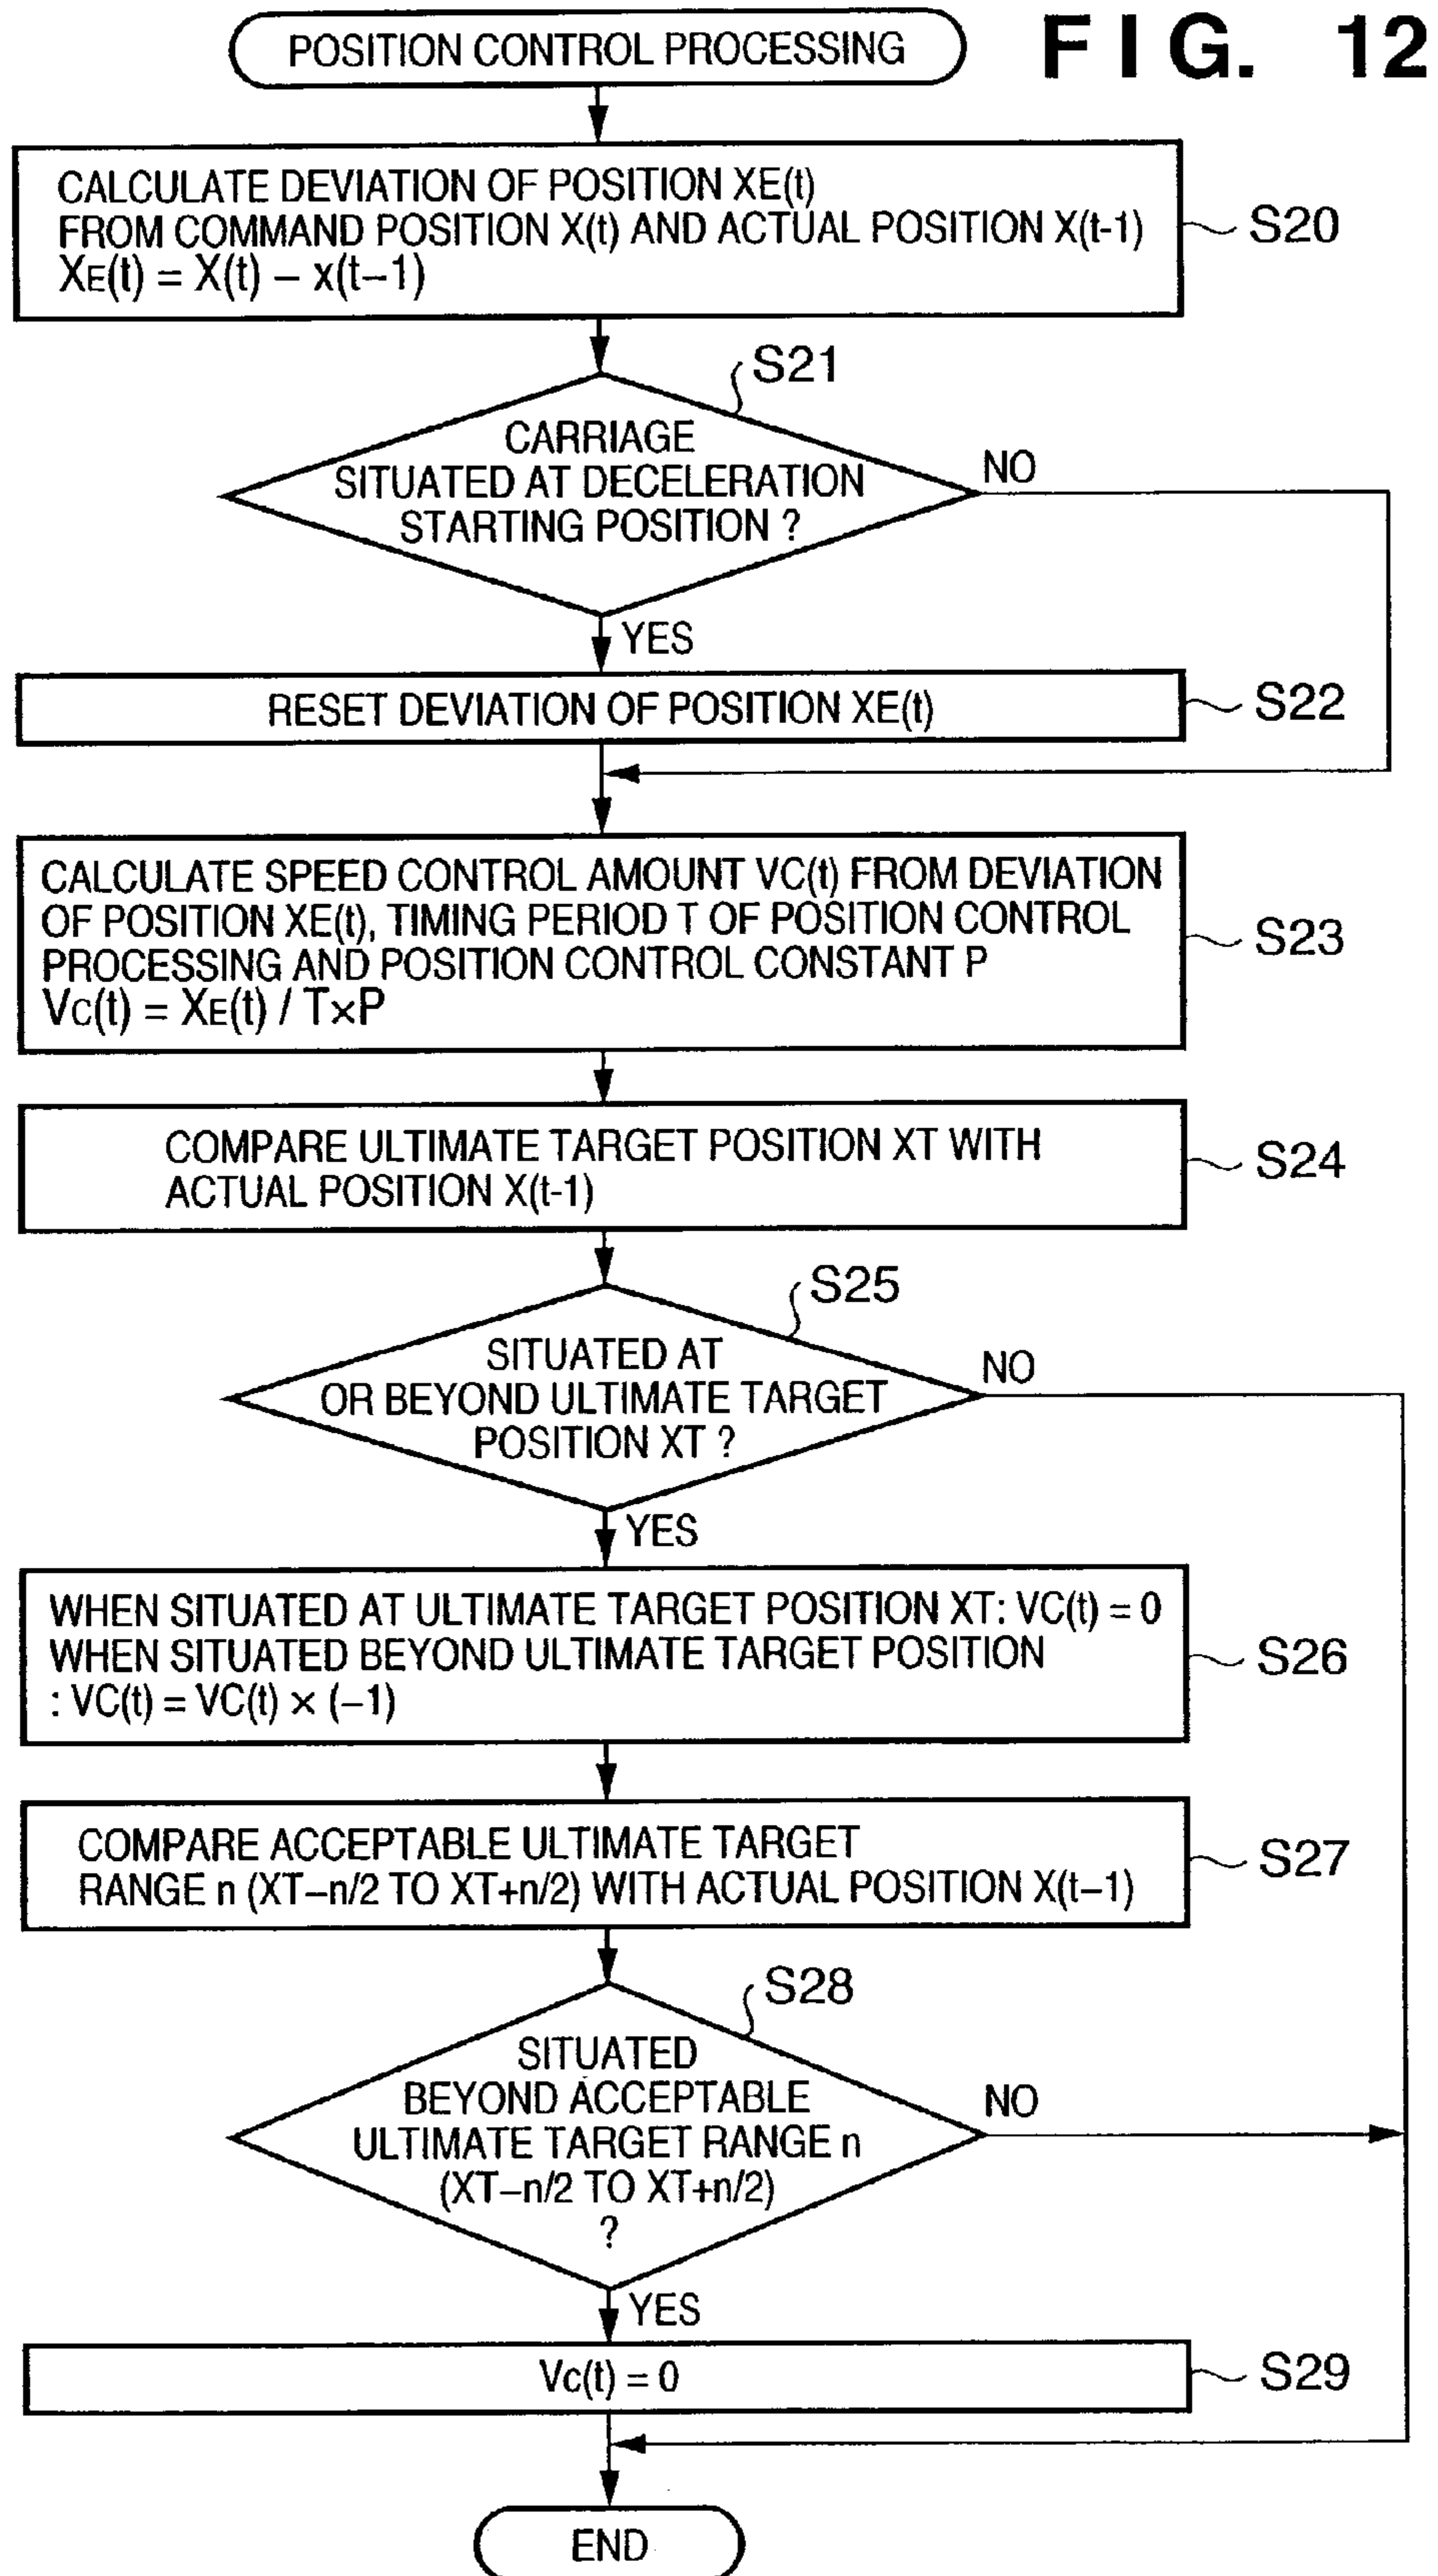 POSITION CONTROL PROCESSING
FIG. 12
CALCULATE DEVIATION OF POSITION XE(t)
FROM COMMAND POSITION X(t) AND ACTUAL POSITION X(t-1)
XE(t) = X(t) – x(t–1)
S20
S21
CARRIAGE
SITUATED AT DECELERATION
STARTING POSITION ?
NO
YES
RESET DEVIATION OF POSITION XE(t)
S22
CALCULATE SPEED CONTROL AMOUNT VC(t) FROM DEVIATION
OF POSITION XE(t), TIMING PERIOD T OF POSITION CONTROL
PROCESSING AND POSITION CONTROL CONSTANT P
VC(t) = XE(t) / T×P
S23
COMPARE ULTIMATE TARGET POSITION XT WITH
ACTUAL POSITION X(t-1)
S24
S25
SITUATED AT
OR BEYOND ULTIMATE TARGET
POSITION XT ?
NO
YES
WHEN SITUATED AT ULTIMATE TARGET POSITION XT: VC(t) = 0
WHEN SITUATED BEYOND ULTIMATE TARGET POSITION
: VC(t) = VC(t) × (–1)
S26
COMPARE ACCEPTABLE ULTIMATE TARGET
RANGE n (XT–n/2 TO XT+n/2) WITH ACTUAL POSITION X(t–1)
S27
S28
SITUATED
BEYOND ACCEPTABLE
ULTIMATE TARGET RANGE n
(XT–n/2 TO XT+n/2)
?
NO
YES
Vc(t) = 0
S29
END